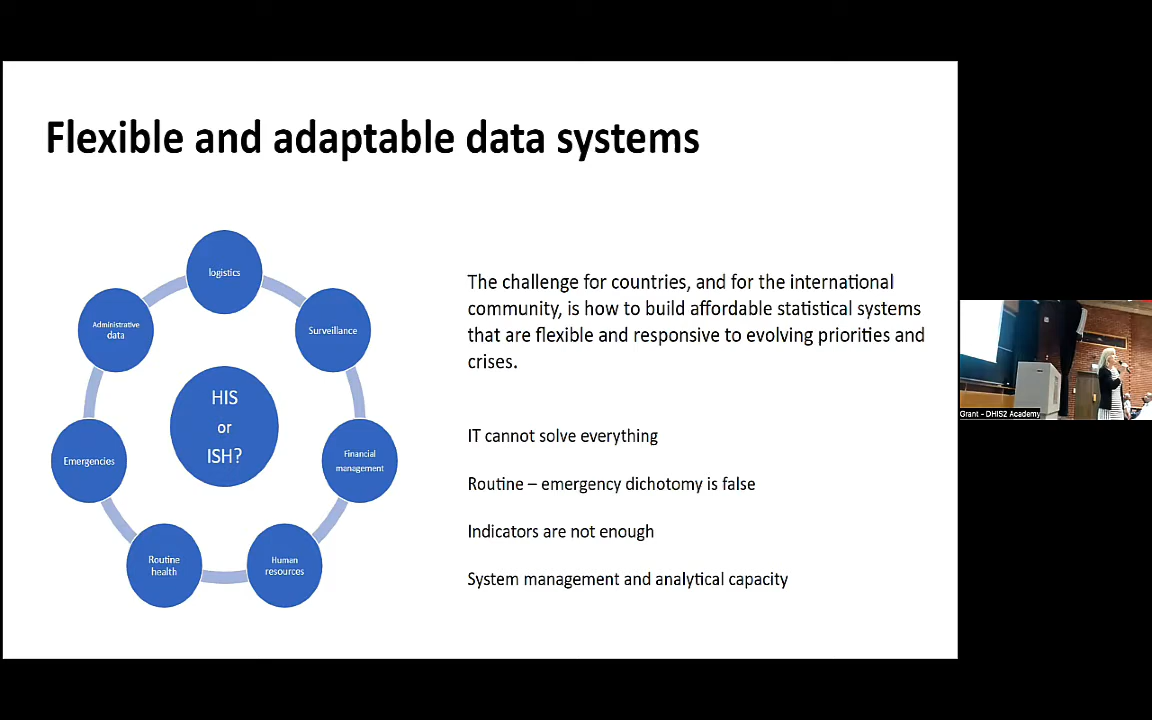 Flexible and adaptable data systems
logistics
Administrative
data
Surveillance
HIS
or
ISH?
Emergencies
Financial
management
Routine
health
Human
resources
The challenge for countries, and for the international
community, is how to build affordable statistical systems
that are flexible and responsive to evolving priorities and
crises.
IT cannot solve everything
Routine – emergency dichotomy is false
Indicators are not enough
System management and analytical capacity
Grant - DHIS2 Academy